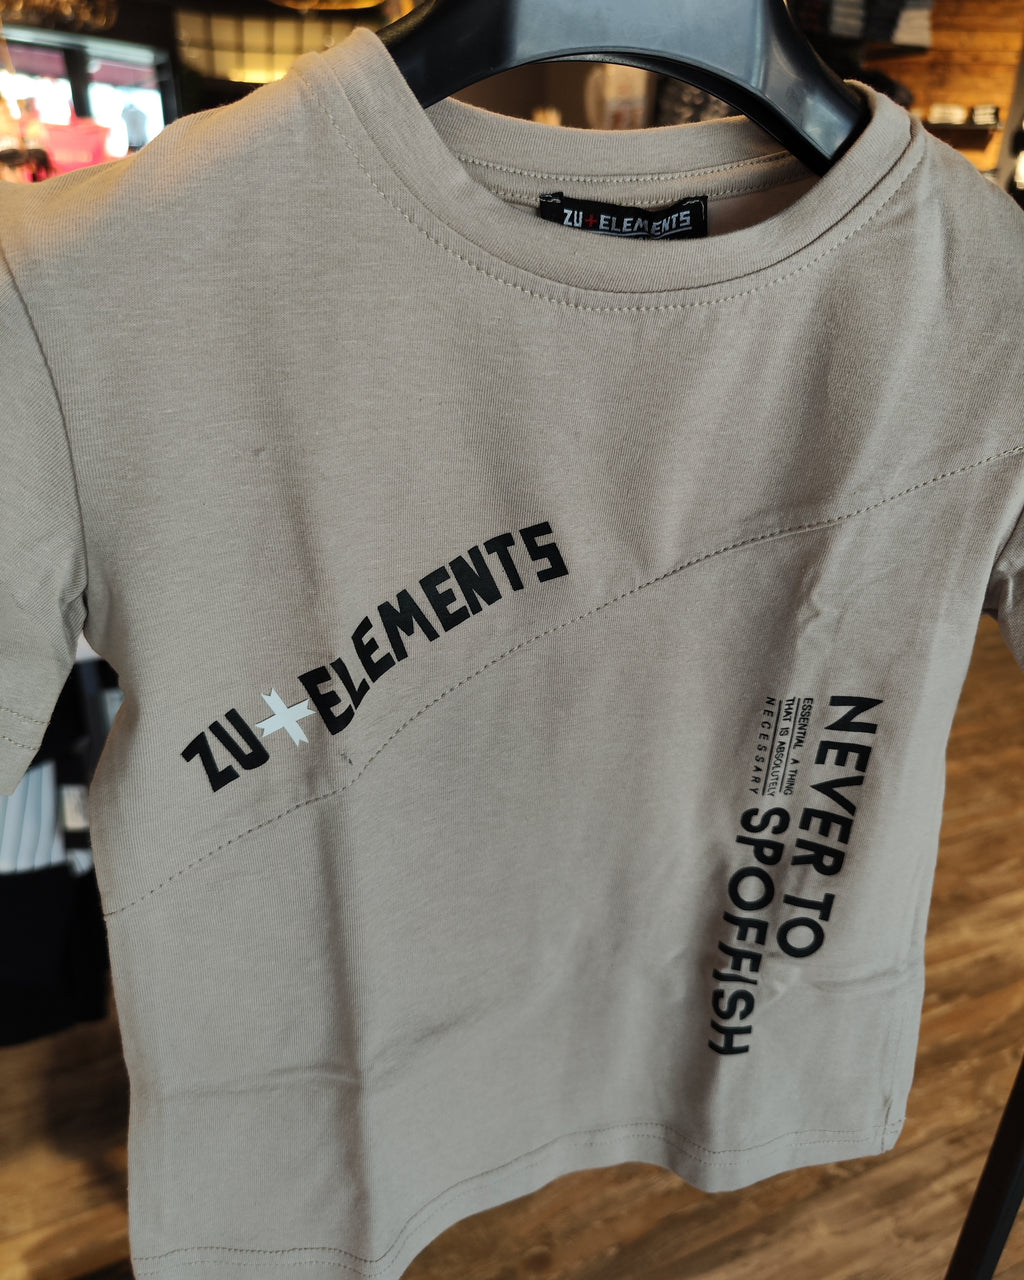 ZU+ELEMENTS
ZU+ELEMENTS
NEVER TO
ESSENTIAL A THING
THAT IS ABSOLUTELY
NECESSARY
SPOFFISH